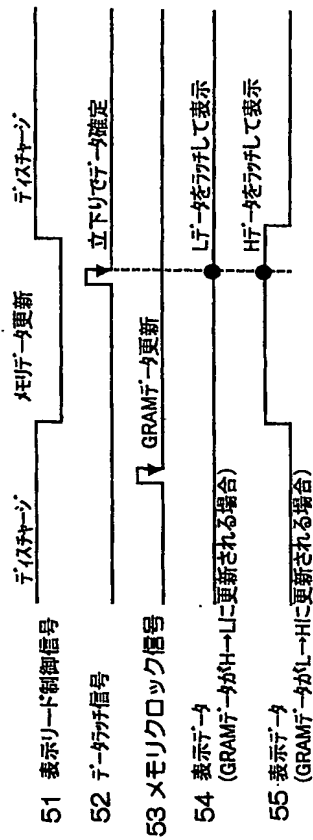 ディスチャージ
メモリデータ更新
ディスチャージ
51 表示リード制御信号
立下りでデータ確定
52 データラッチ信号
GRAMデータ更新
53 メモリクロック信号
Lデータをラッチして表示
54 表示データ
(GRAMデータがH→Lに更新される場合)
Hデータをラッチして表示
55 表示データ
(GRAMデータがL→Hに更新される場合)